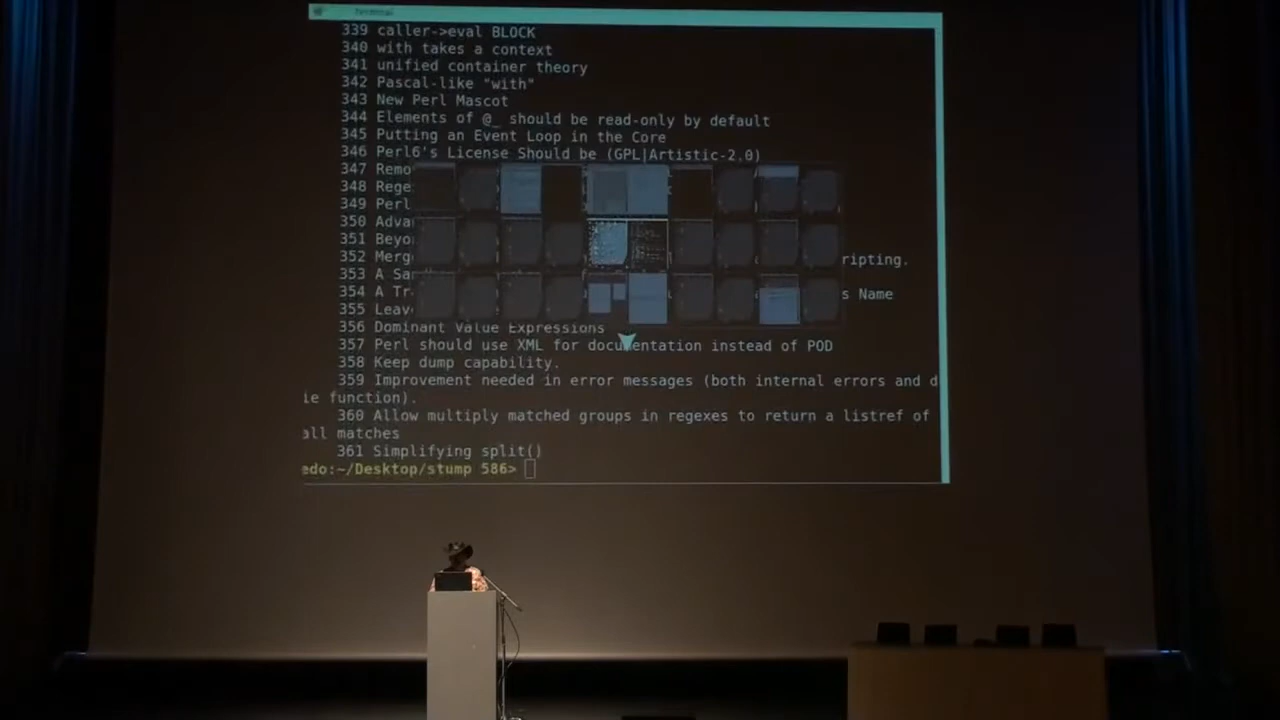 Terminal
339 caller->eval BLOCK
340 with takes a context
341 unified container theory
342 Pascal-like "with"
343 New Perl Mascot
344 Elements of @_ should be read-only by default
345 Putting an Event Loop in the Core
346 Perl6's License Should be (GPL|Artistic-2.0)
347 Remo
348 Rege
349 Perl
350 Adva
351 Beyo
352 Merg ripting.
353 A Sa
354 A Tr s Name
355 Leav
356 Dominant Value Expressions
357 Perl should use XML for documentation instead of POD
358 Keep dump capability.
359 Improvement needed in error messages (both internal errors and d
ie function).
360 Allow multiply matched groups in regexes to return a listref of
all matches
361 Simplifying split()
edo:~/Desktop/stump 586>